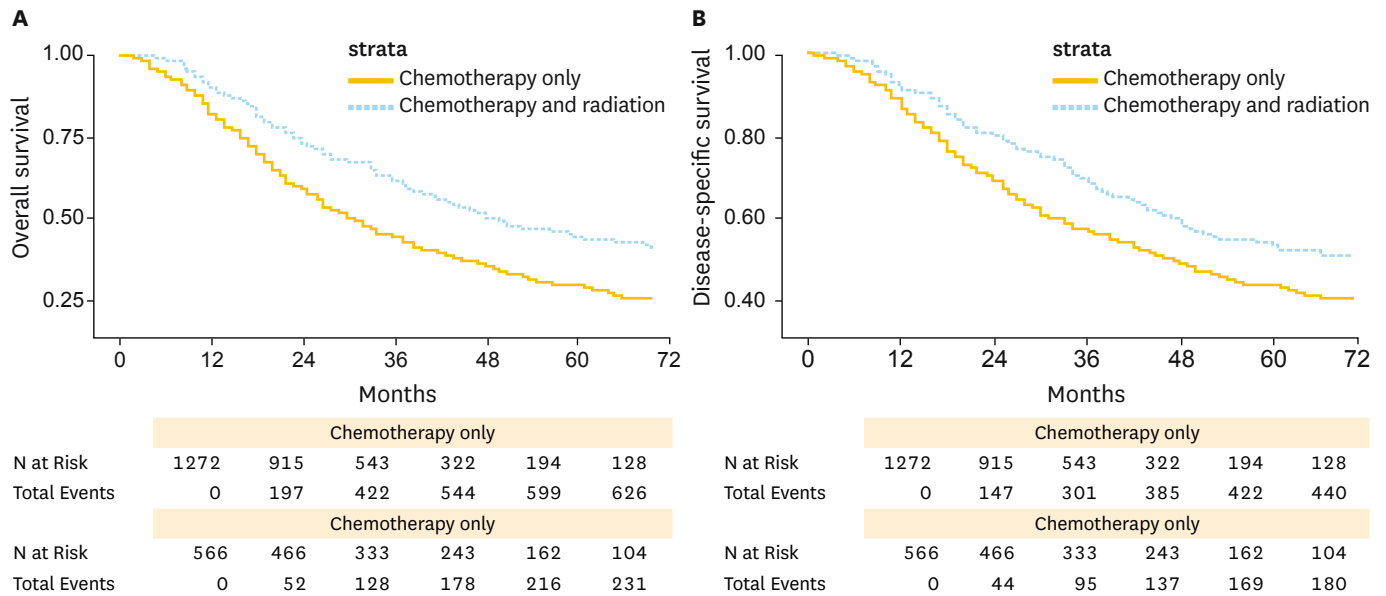 A
1.00
0.75
0.50
0.25
Overall survival
strata
Chemotherapy only
Chemotherapy and radiation
0 12 24 36 48 60 72
Months
Chemotherapy only
N at Risk 1272 915 543 322 194 128
Total Events 0 197 422 544 599 626
Chemotherapy only
N at Risk 566 466 333 243 162 104
Total Events 0 52 128 178 216 231
B
1.00
0.80
0.60
0.40
Disease-specific survival
strata
Chemotherapy only
Chemotherapy and radiation
0 12 24 36 48 60 72
Months
Chemotherapy only
N at Risk 1272 915 543 322 194 128
Total Events 0 147 301 385 422 440
Chemotherapy only
N at Risk 566 466 333 243 162 104
Total Events 0 44 95 137 169 180